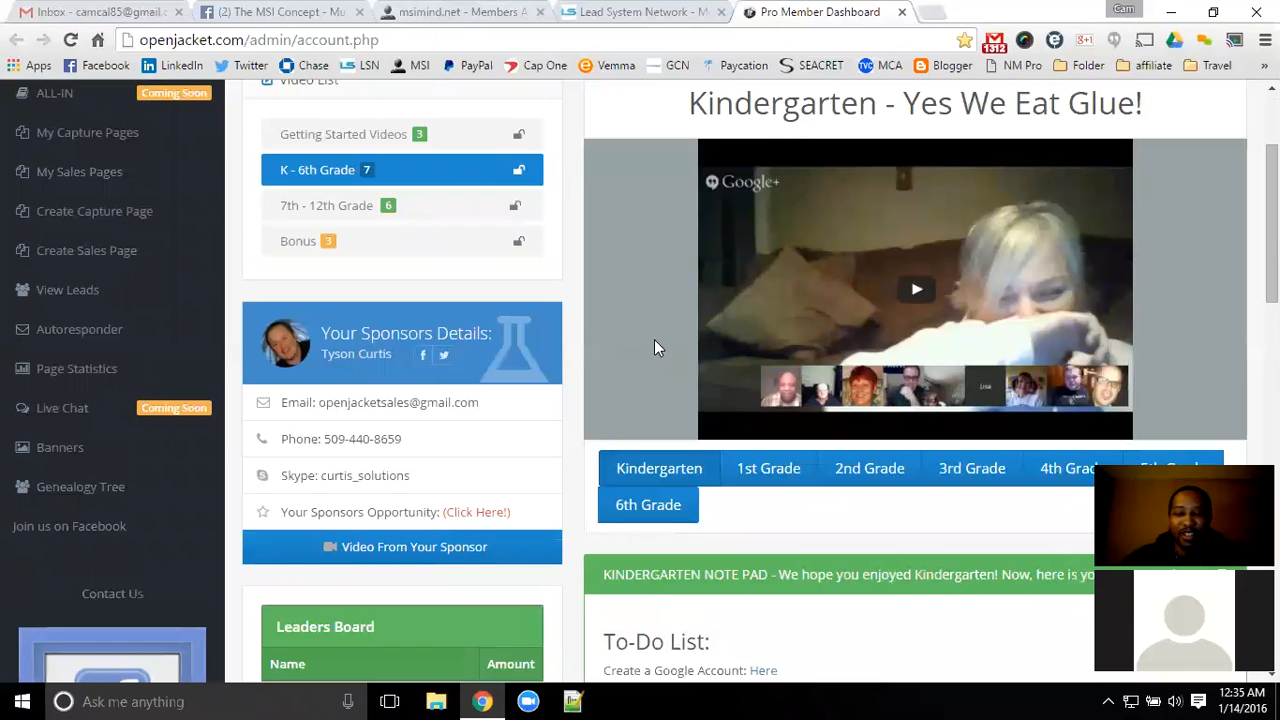 Inbox - camcal85@gmail.c
(2) The MSI Concept - Mu
msimind.net - Members A
Lead System Network - M
Pro Member Dashboard
Cam
openjacket.com/admin/account.php
1312
Apps
Facebook
LinkedIn
Twitter
Chase
LSN
MSI
PayPal
Cap One
Vemma
GCN
Paycation
SEACRET
MCA
Blogger
NM Pro
Folder
affiliate
Travel
»
ALL-IN
Coming Soon
My Capture Pages
My Sales Pages
Create Capture Page
Create Sales Page
View Leads
Autoresponder
Page Statistics
Live Chat
Coming Soon
Banners
Genealogy Tree
Join us on Facebook
Contact Us
Video List
Getting Started Videos 3
K - 6th Grade 7
7th - 12th Grade 6
Bonus 3
Your Sponsors Details:
Tyson Curtis
Email: openjacketsales@gmail.com
Phone: 509-440-8659
Skype: curtis_solutions
Your Sponsors Opportunity: (Click Here!)
Video From Your Sponsor
Leaders Board
Name Amount
Kindergarten - Yes We Eat Glue!
Google+
Lisa
Kindergarten
1st Grade
2nd Grade
3rd Grade
4th Grad
6th Grade
KINDERGARTEN NOTE PAD - We hope you enjoyed Kindergarten! Now, here is yo
To-Do List:
Create a Google Account: Here
Ask me anything
12:35 AM
1/14/2016